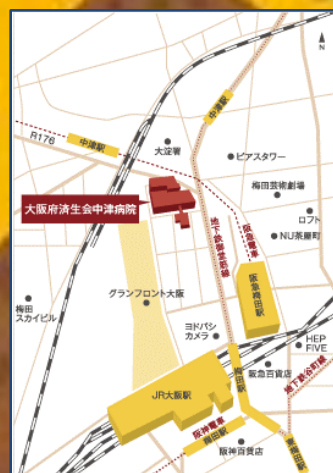 N
中津駅
R176
中津駅
大淀署
ピアスタワー
梅田芸術劇場
大阪府済生会中津病院
ロフト
地下鉄御堂筋線
阪急電車
NU茶屋町
グランフロント大阪
阪急梅田駅
梅田
スカイビル
ヨドバシ
カメラ
HEP
FIVE
梅田駅
阪急百貨店
地下鉄谷町線
JR大阪駅
阪神電車
梅田駅
東梅田駅
阪神百貨店